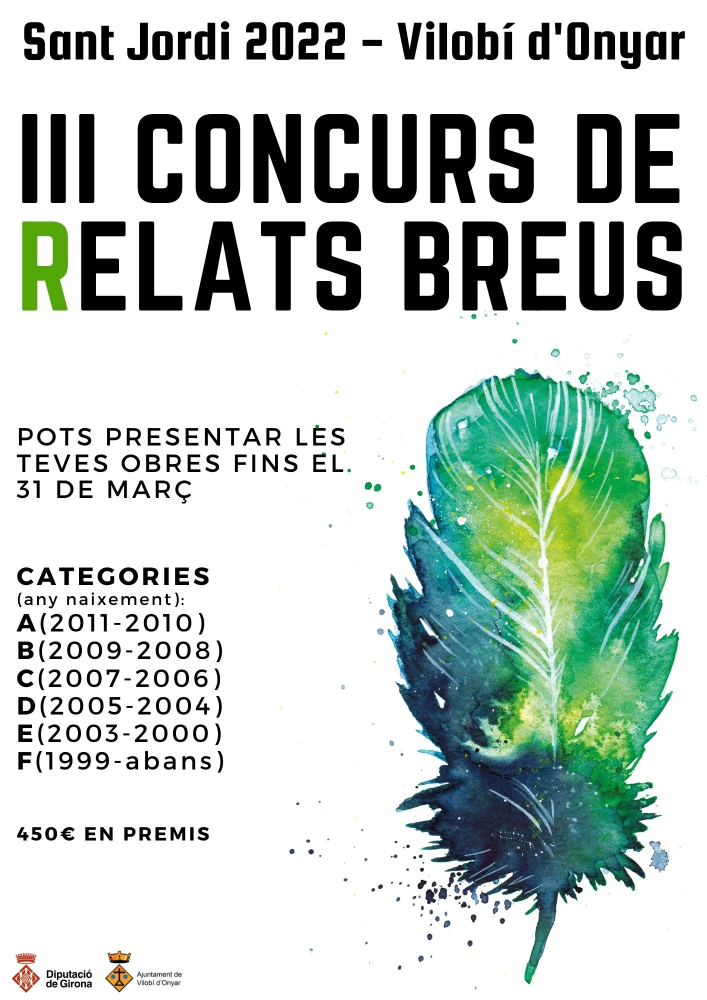 Sant Jordi 2022 - Vilobí d'Onyar
III CONCURS DE
RELATS BREUS
POTS PRESENTAR LES
TEVES OBRES FINS EL
31 DE MARÇ
CATEGORIES
(any naixement):
A(2011-2010)
B(2009-2008)
C(2007-2006)
D(2005-2004)
E(2003-2000)
F(1999-abans)
450€ EN PREMIS
Diputació
de Girona
Ajuntament de
Vilobí d'Onyar